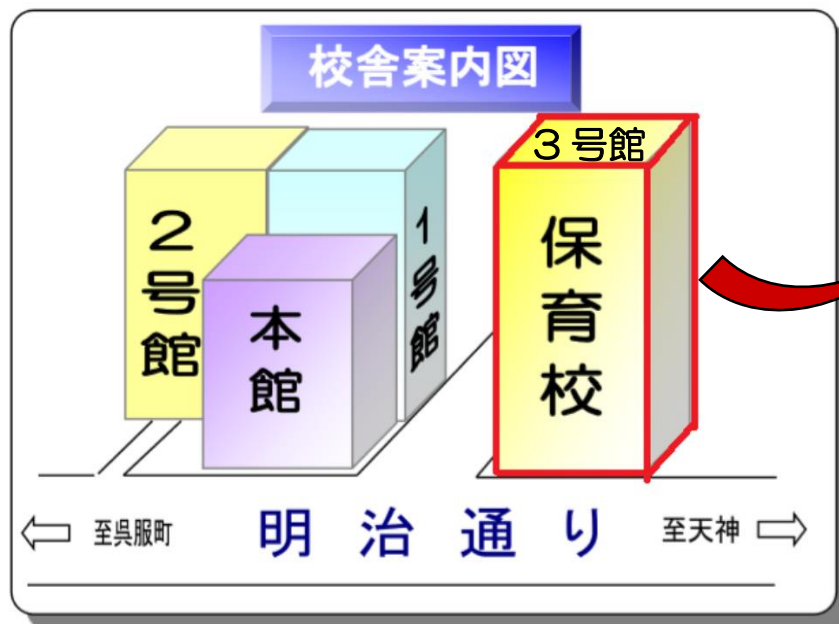 校舎案内図
3号館
2号館
1号館
本館
保育校
至呉服町
明治通り
至天神